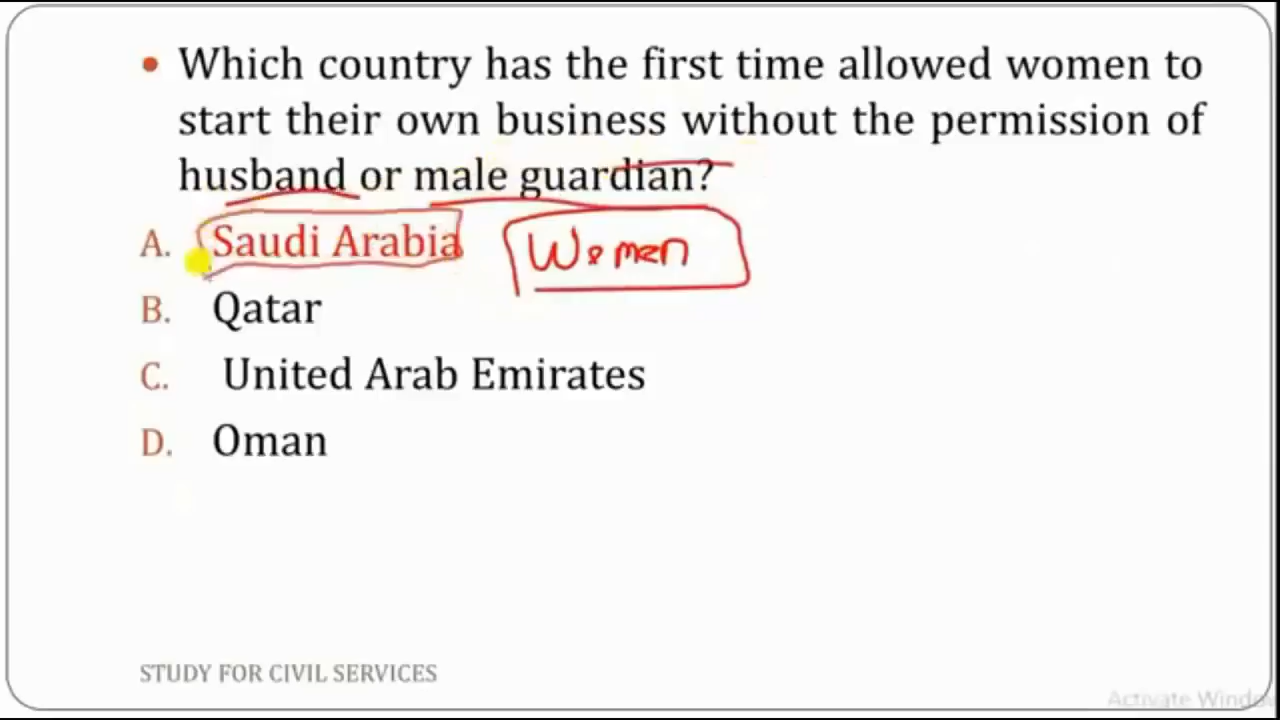 • Which country has the first time allowed women to
start their own business without the permission of
husband or male guardian?
A. Saudi Arabia Women
B. Qatar
C. United Arab Emirates
D. Oman
STUDY FOR CIVIL SERVICES
Activate